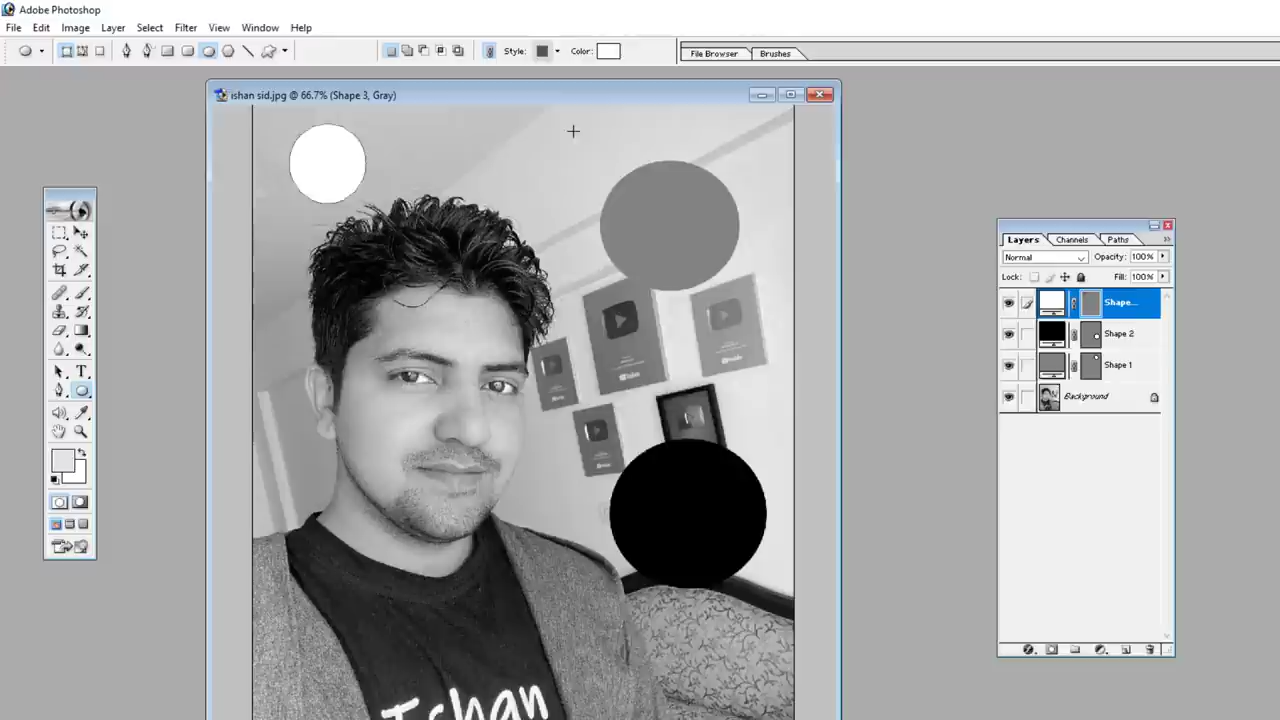 Adobe Photoshop
File Edit Image Layer Select Filter View Window Help
Style: Color: File Browser Brushes
ishan sid.jpg @ 66.7% (Shape 3, Gray)
Layers Channels Paths
Normal Opacity: 100%
Lock: Fill: 100%
Shape...
Shape 2
Shape 1
Background
T
Ishan